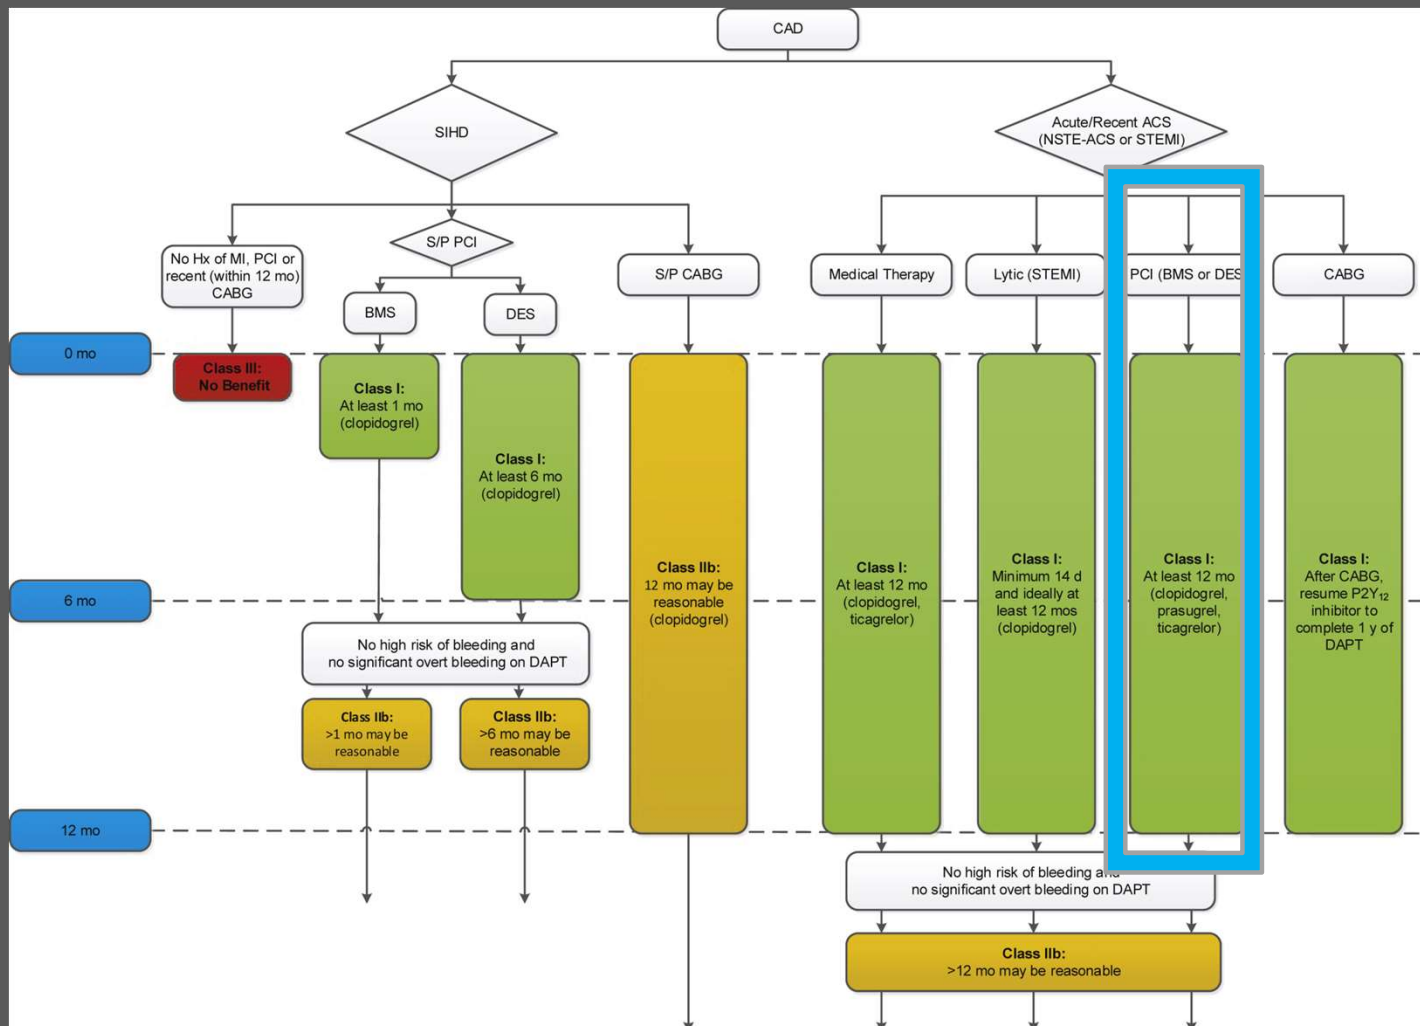 CAD
SIHD
Acute/Recent ACS
(NSTE-ACS or STEMI)
No Hx of MI, PCI or
recent (within 12 mo)
CABG
S/P PCI
BMS
DES
S/P CABG
Medical Therapy
Lytic (STEMI)
PCI (BMS or DES
CABG
0 mo
Class III:
No Benefit
Class I:
At least 1 mo
(clopidogrel)
Class I:
At least 6 mo
(clopidogrel)
Class IIb:
12 mo may be
reasonable
(clopidogrel)
Class I:
At least 12 mo
(clopidogrel,
ticagrelor)
Class I:
Minimum 14 d
and ideally at
least 12 mos
(clopidogrel)
Class I:
At least 12 mo
(clopidogrel,
prasugrel,
ticagrelor)
Class I:
After CABG,
resume P2Y₁₂
inhibitor to
complete 1 y of
DAPT
6 mo
No high risk of bleeding and
no significant overt bleeding on DAPT
Class IIb:
>1 mo may be
reasonable
Class IIb:
>6 mo may be
reasonable
12 mo
No high risk of bleeding and
no significant overt bleeding on DAPT
Class IIb:
>12 mo may be reasonable